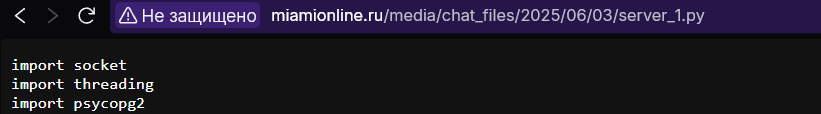 Не защищено miamionline.ru/media/chat_files/2025/06/03/server_1.py
import socket
import threading
import psycopg2